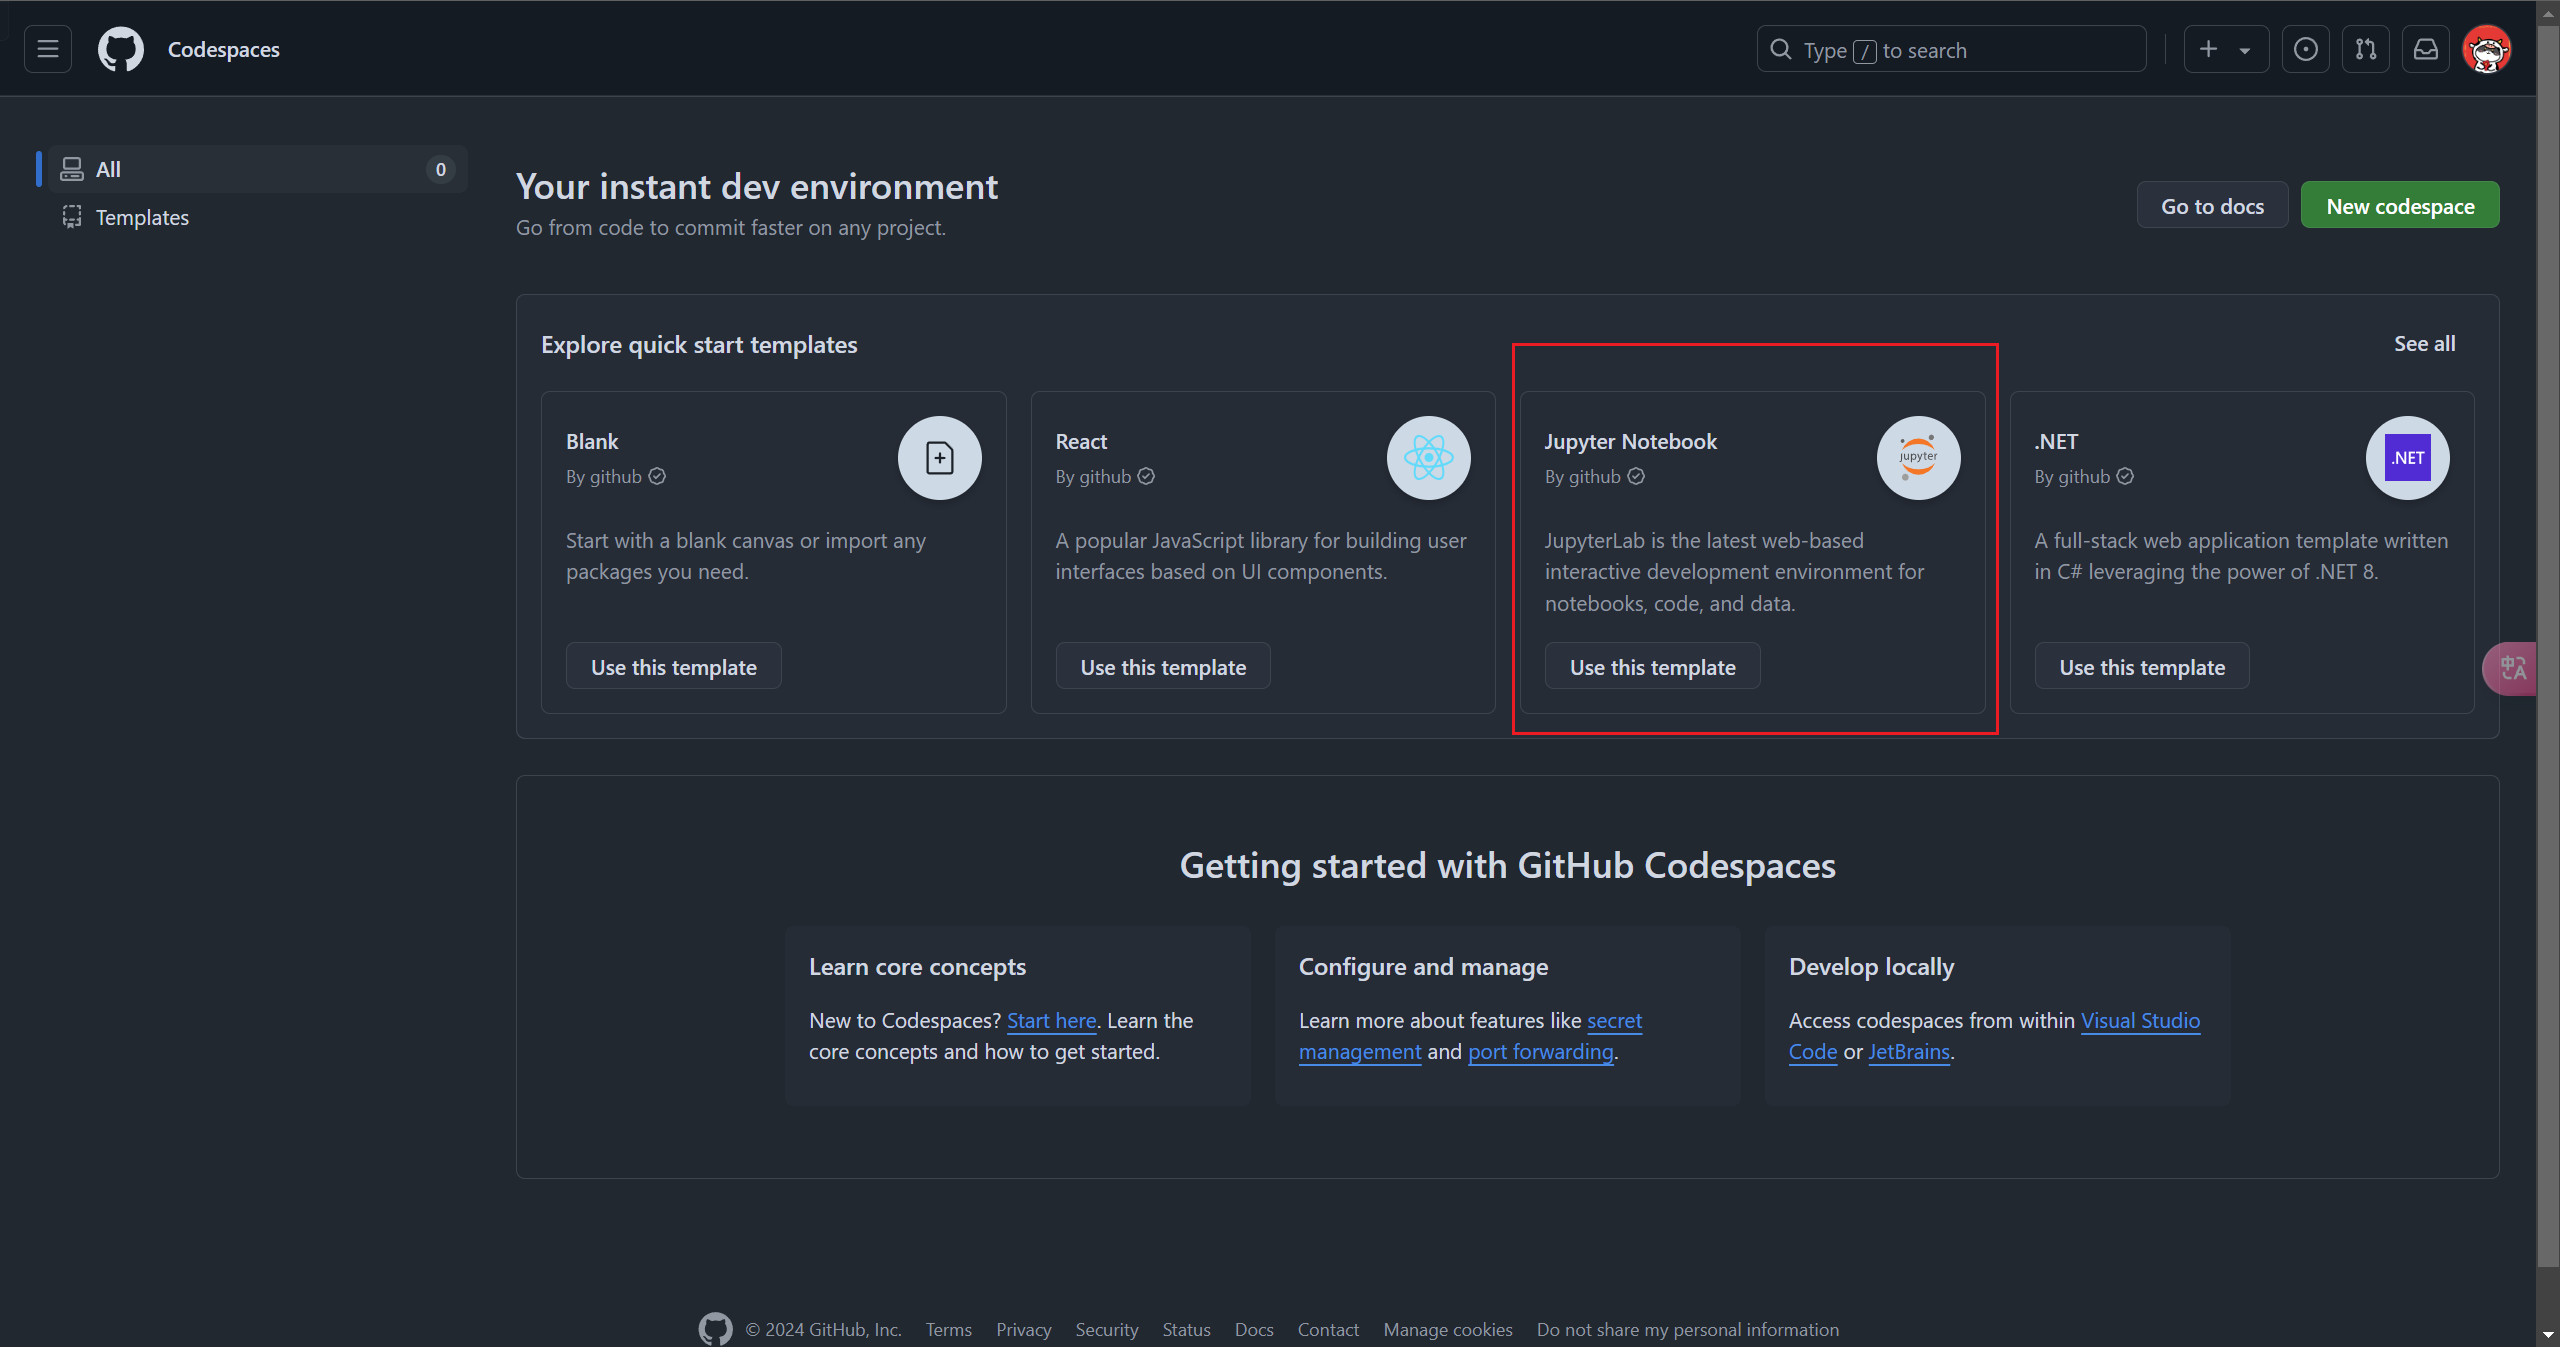 Codespaces
Type / to search
All 0
Templates
Your instant dev environment
Go from code to commit faster on any project.
Go to docs
New codespace
Explore quick start templates
See all
Blank
By github
Start with a blank canvas or import any
packages you need.
Use this template
React
By github
A popular JavaScript library for building user
interfaces based on UI components.
Use this template
Jupyter Notebook
By github
jupyter
JupyterLab is the latest web-based
interactive development environment for
notebooks, code, and data.
Use this template
.NET
By github
.NET
A full-stack web application template written
in C# leveraging the power of .NET 8.
Use this template
中A
Getting started with GitHub Codespaces
Learn core concepts
New to Codespaces? Start here. Learn the
core concepts and how to get started.
Configure and manage
Learn more about features like secret
management and port forwarding.
Develop locally
Access codespaces from within Visual Studio
Code or JetBrains.
© 2024 GitHub, Inc. Terms Privacy Security Status Docs Contact Manage cookies Do not share my personal information